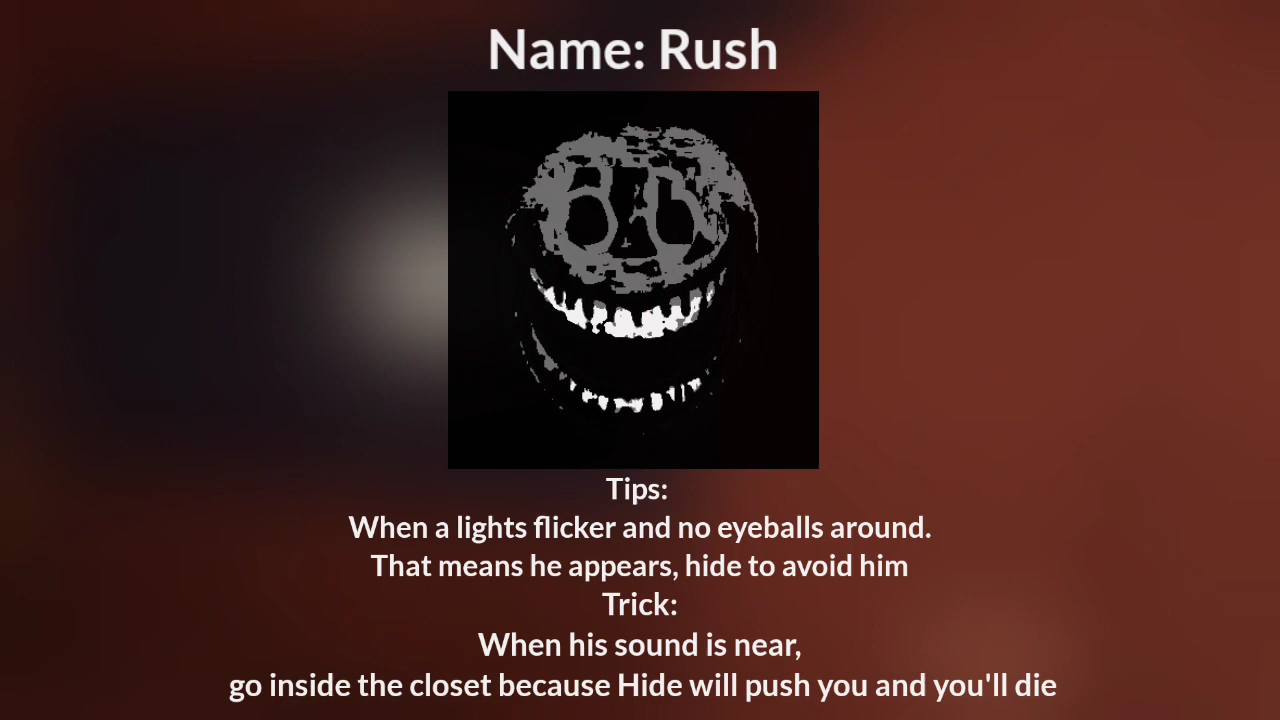 Name: Rush
Tips:
When a lights flicker and no eyeballs around.
That means he appears, hide to avoid him
Trick:
When his sound is near,
go inside the closet because Hide will push you and you'll die